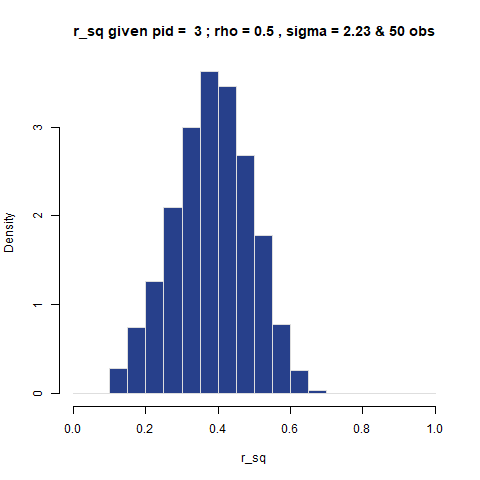 r_sq given pid =  3 ; rho = 0.5 , sigma = 2.23 & 50 obs
Density
3
2
1
0
0.0 0.2 0.4 0.6 0.8 1.0
r_sq